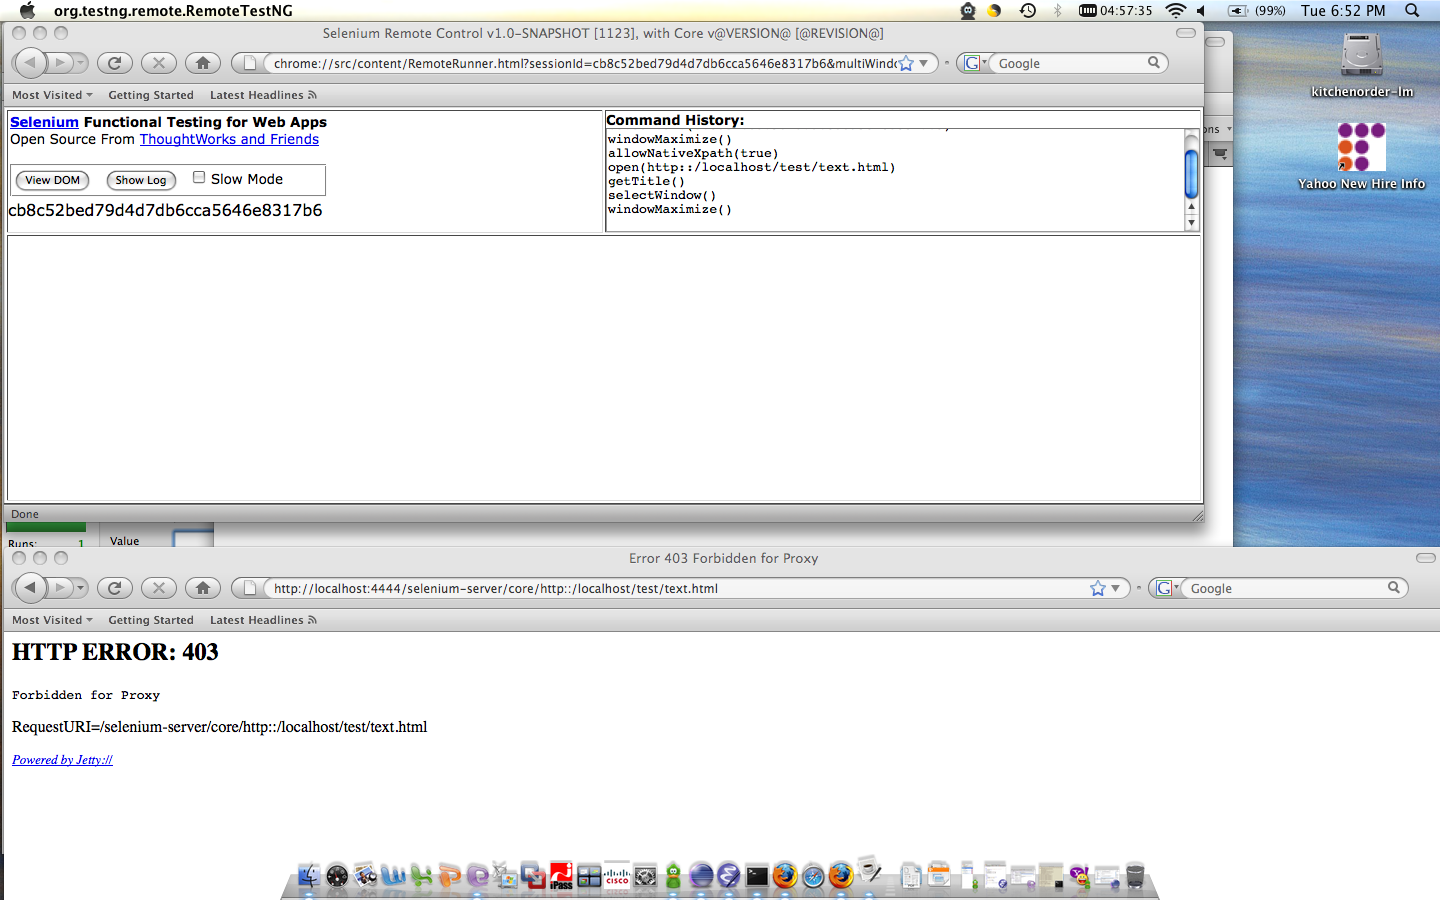 org.testng.remote.RemoteTestNG
04:57:35
(99%)
Tue 6:52 PM
Selenium Remote Control v1.0-SNAPSHOT [1123], with Core v@VERSION@ [@REVISION@]
chrome://src/content/RemoteRunner.html?sessionId=cb8c52bed79d4d7db6cca5646e8317b6&multiWindo
Google
Most Visited
Getting Started
Latest Headlines
Selenium Functional Testing for Web Apps
Open Source From ThoughtWorks and Friends
View DOM
Show Log
Slow Mode
cb8c52bed79d4d7db6cca5646e8317b6
Command History:
windowMaximize()
allowNativeXpath(true)
open(http::/localhost/test/text.html)
getTitle()
selectWindow()
windowMaximize()
ons
kitchenorder-lm
Yahoo New Hire Info
Done
Runs: 1
Value
Error 403 Forbidden for Proxy
http://localhost:4444/selenium-server/core/http::/localhost/test/text.html
Google
Most Visited
Getting Started
Latest Headlines
HTTP ERROR: 403
Forbidden for Proxy
RequestURI=/selenium-server/core/http::/localhost/test/text.html
Powered by Jetty://
iPass
CISCO